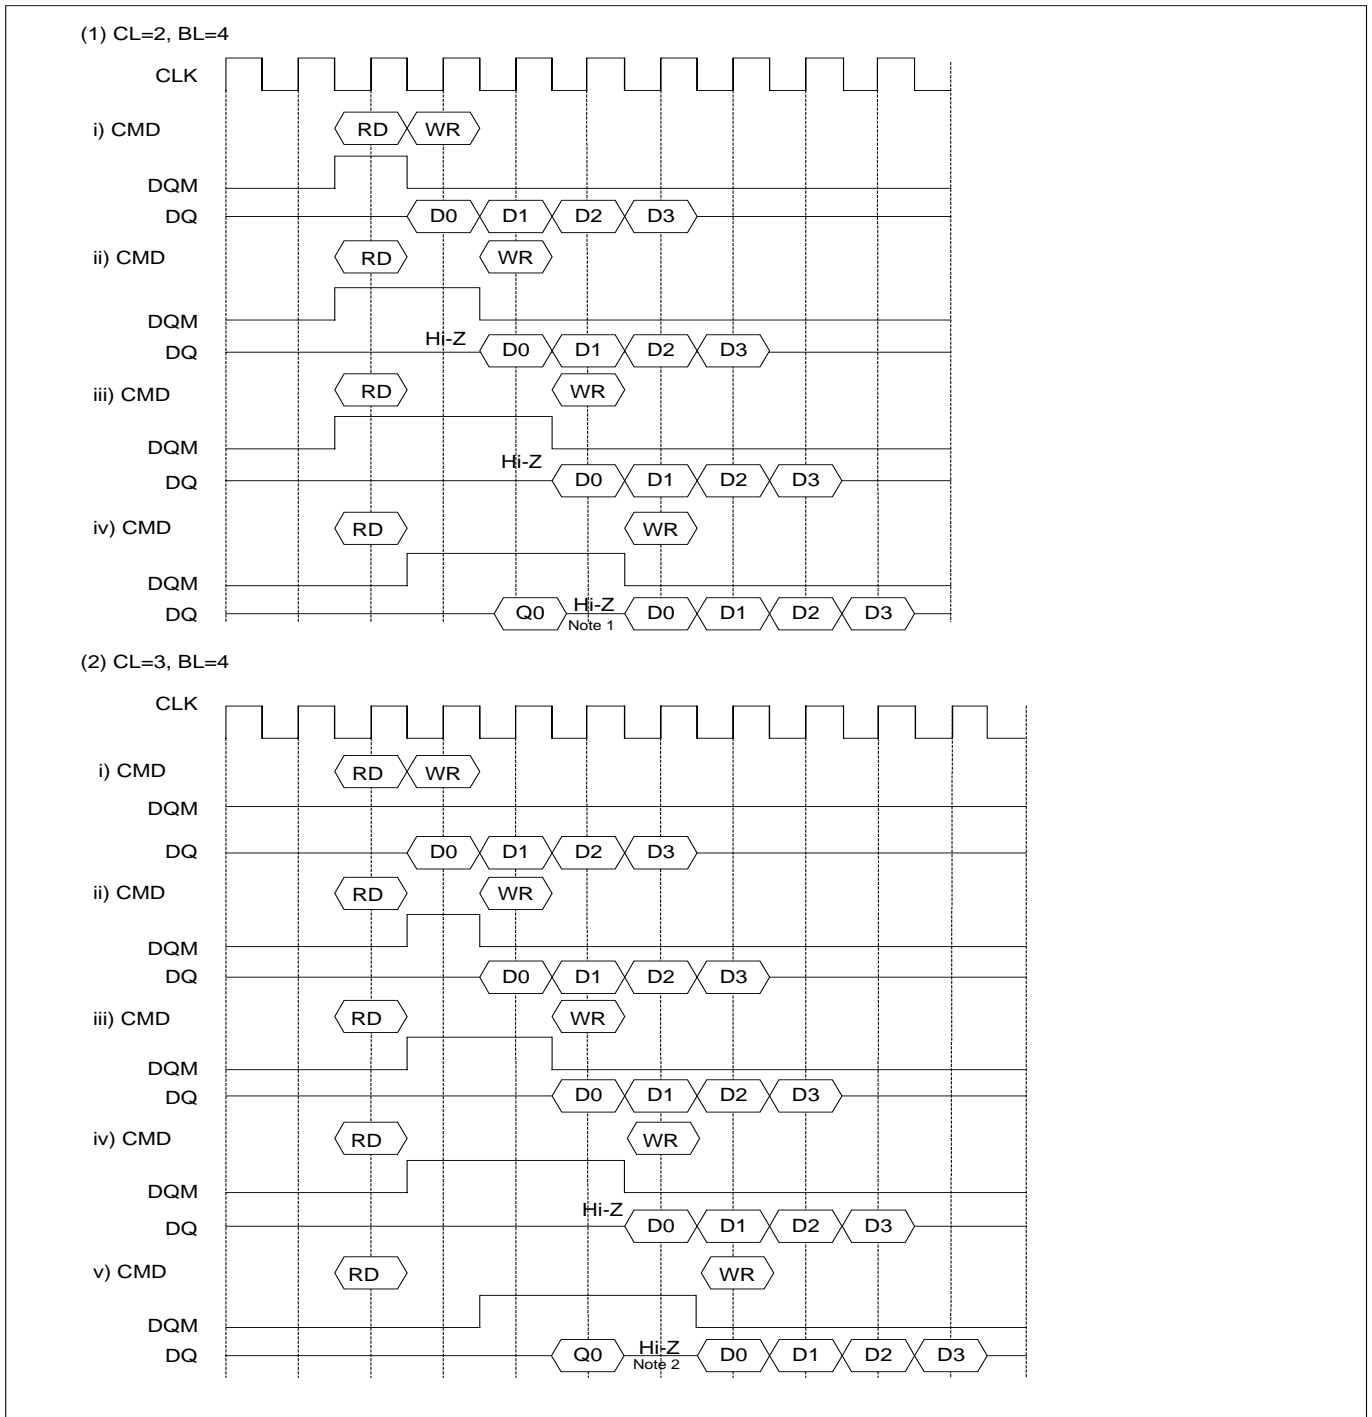 (1) CL=2, BL=4
CLK
i) CMD RD WR
DQM
DQ D0 D1 D2 D3
ii) CMD RD WR
DQM
DQ Hi-Z D0 D1 D2 D3
iii) CMD RD WR
DQM
DQ Hi-Z D0 D1 D2 D3
iv) CMD RD WR
DQM
DQ Q0 Hi-Z D0 D1 D2 D3
Note 1
(2) CL=3, BL=4
CLK
i) CMD RD WR
DQM
DQ D0 D1 D2 D3
ii) CMD RD WR
DQM
DQ D0 D1 D2 D3
iii) CMD RD WR
DQM
DQ D0 D1 D2 D3
iv) CMD RD WR
DQM
DQ Hi-Z D0 D1 D2 D3
v) CMD RD WR
DQM
DQ Q0 Hi-Z D0 D1 D2 D3
Note 2